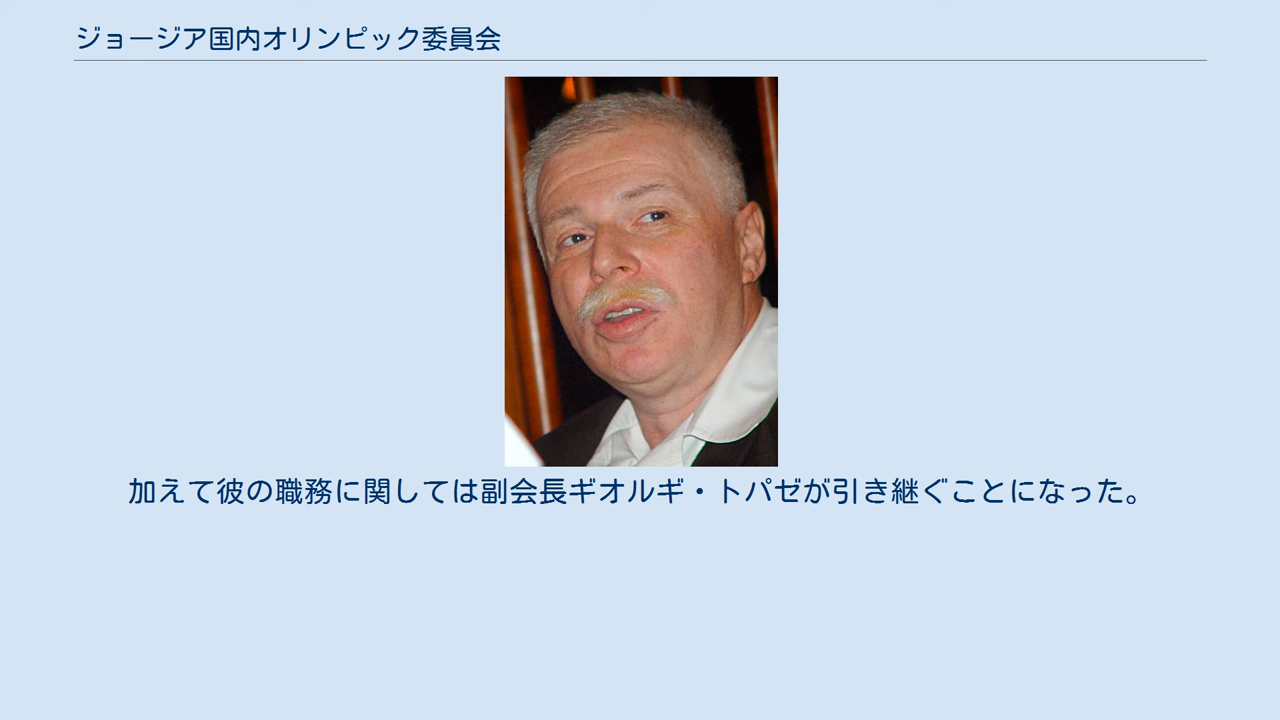 ジョージア国内オリンピック委員会
加えて彼の職務に関しては副会長ギオルギ・トパゼが引き継ぐことになった。